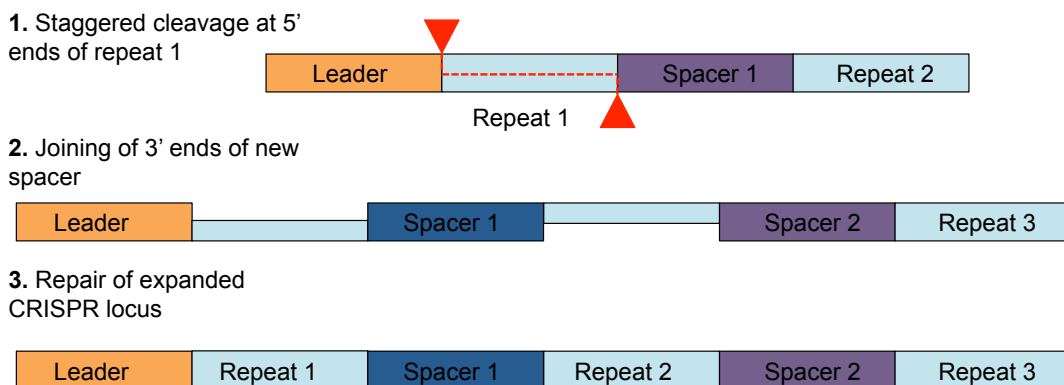 1. Staggered cleavage at 5’
ends of repeat 1
Leader
Spacer 1
Repeat 2
Repeat 1
2. Joining of 3’ ends of new
spacer
Leader
Spacer 1
Spacer 2
Repeat 3
3. Repair of expanded
CRISPR locus
Leader
Repeat 1
Spacer 1
Repeat 2
Spacer 2
Repeat 3